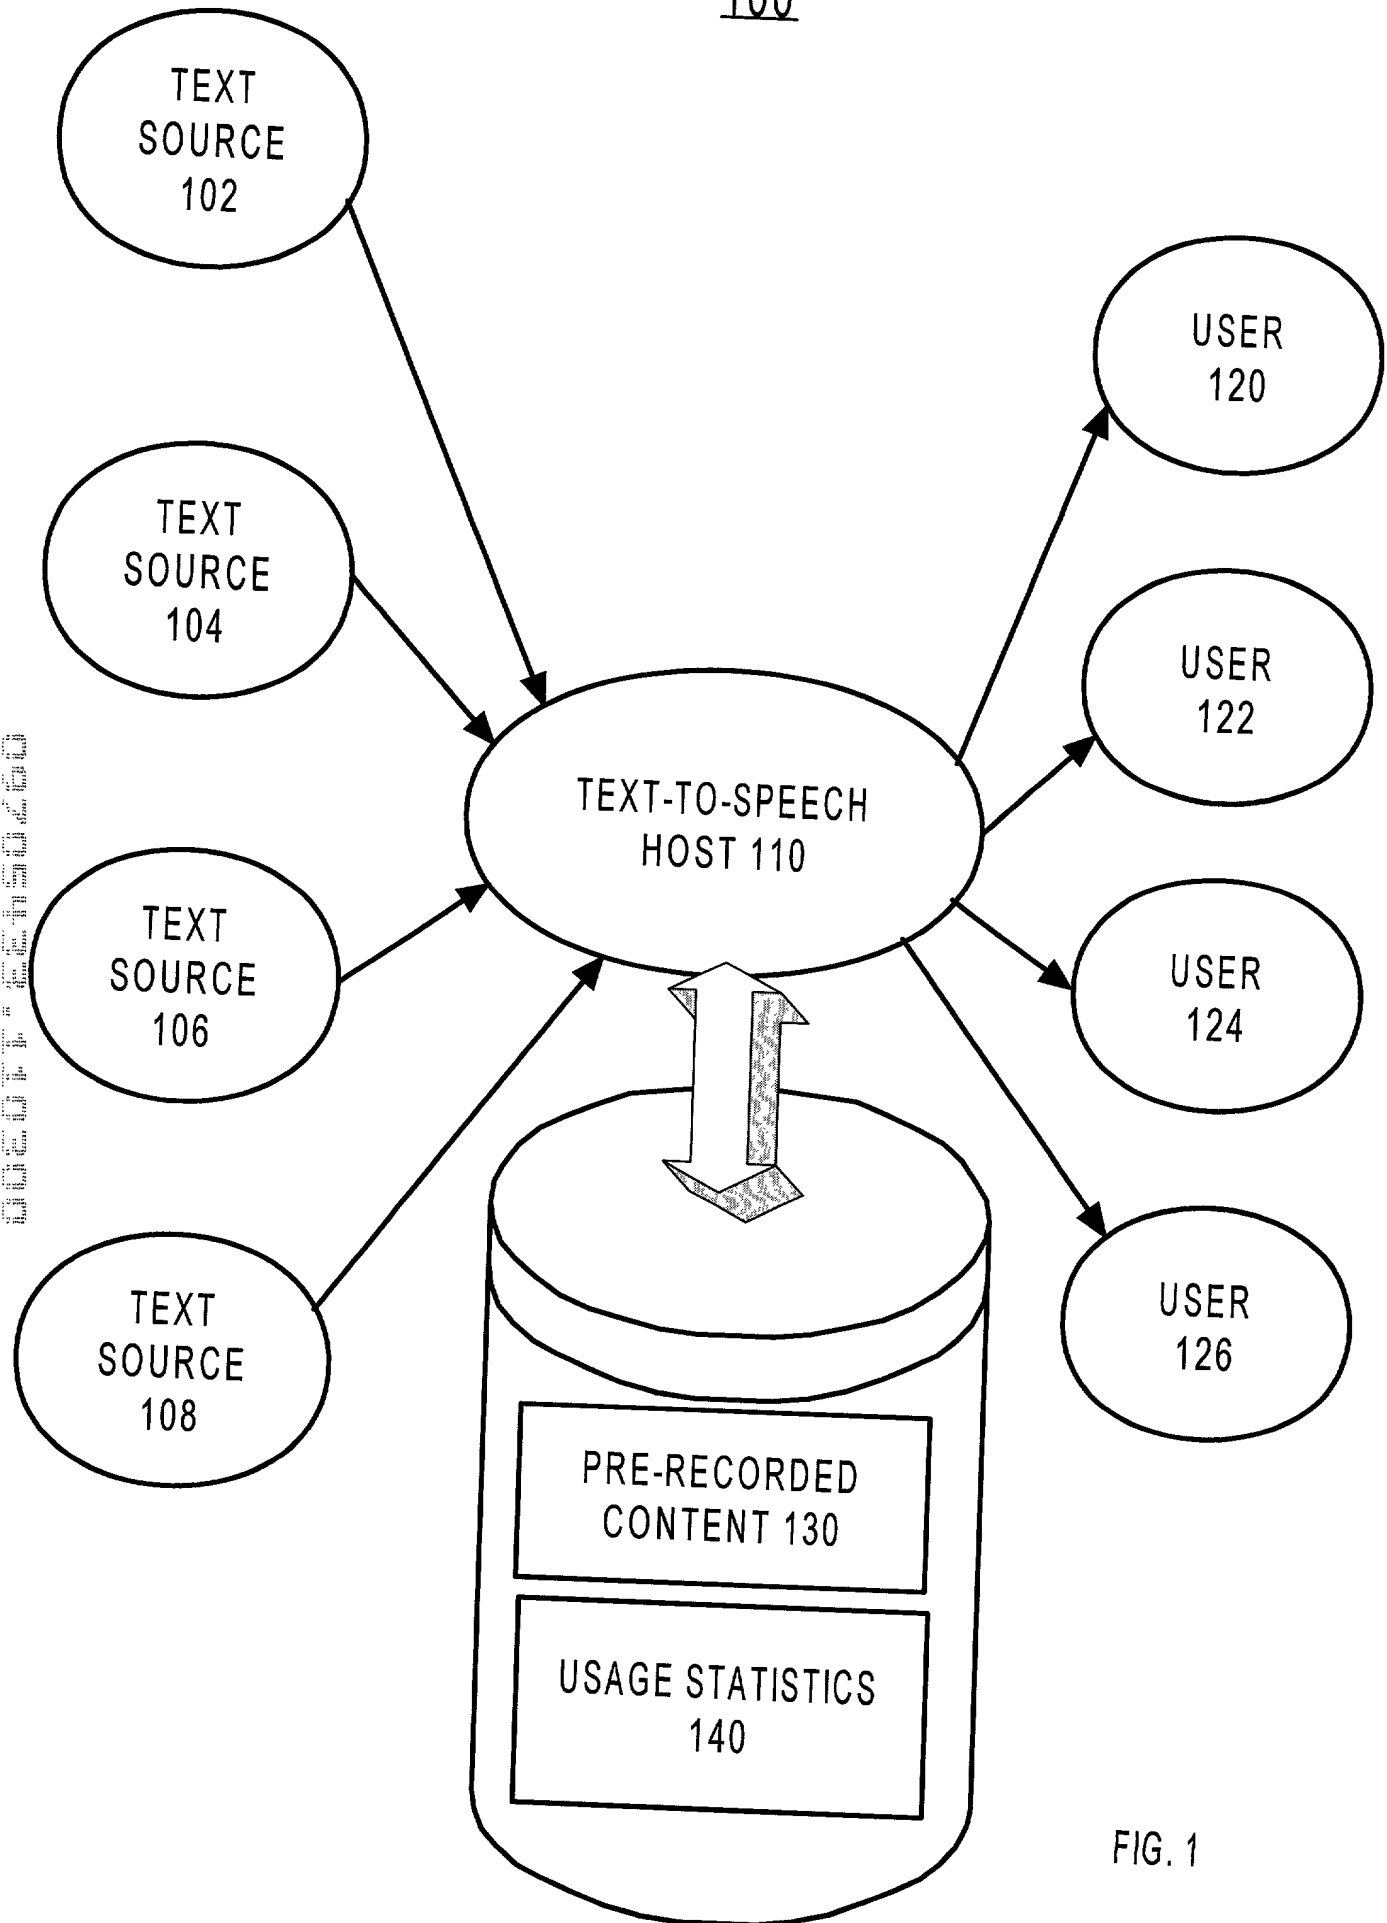 100
TEXT
SOURCE
102
TEXT
SOURCE
104
TEXT
SOURCE
106
TEXT
SOURCE
108
TEXT-TO-SPEECH
HOST 110
USER
120
USER
122
USER
124
USER
126
PRE-RECORDED
CONTENT 130
USAGE STATISTICS
140
FIG. 1